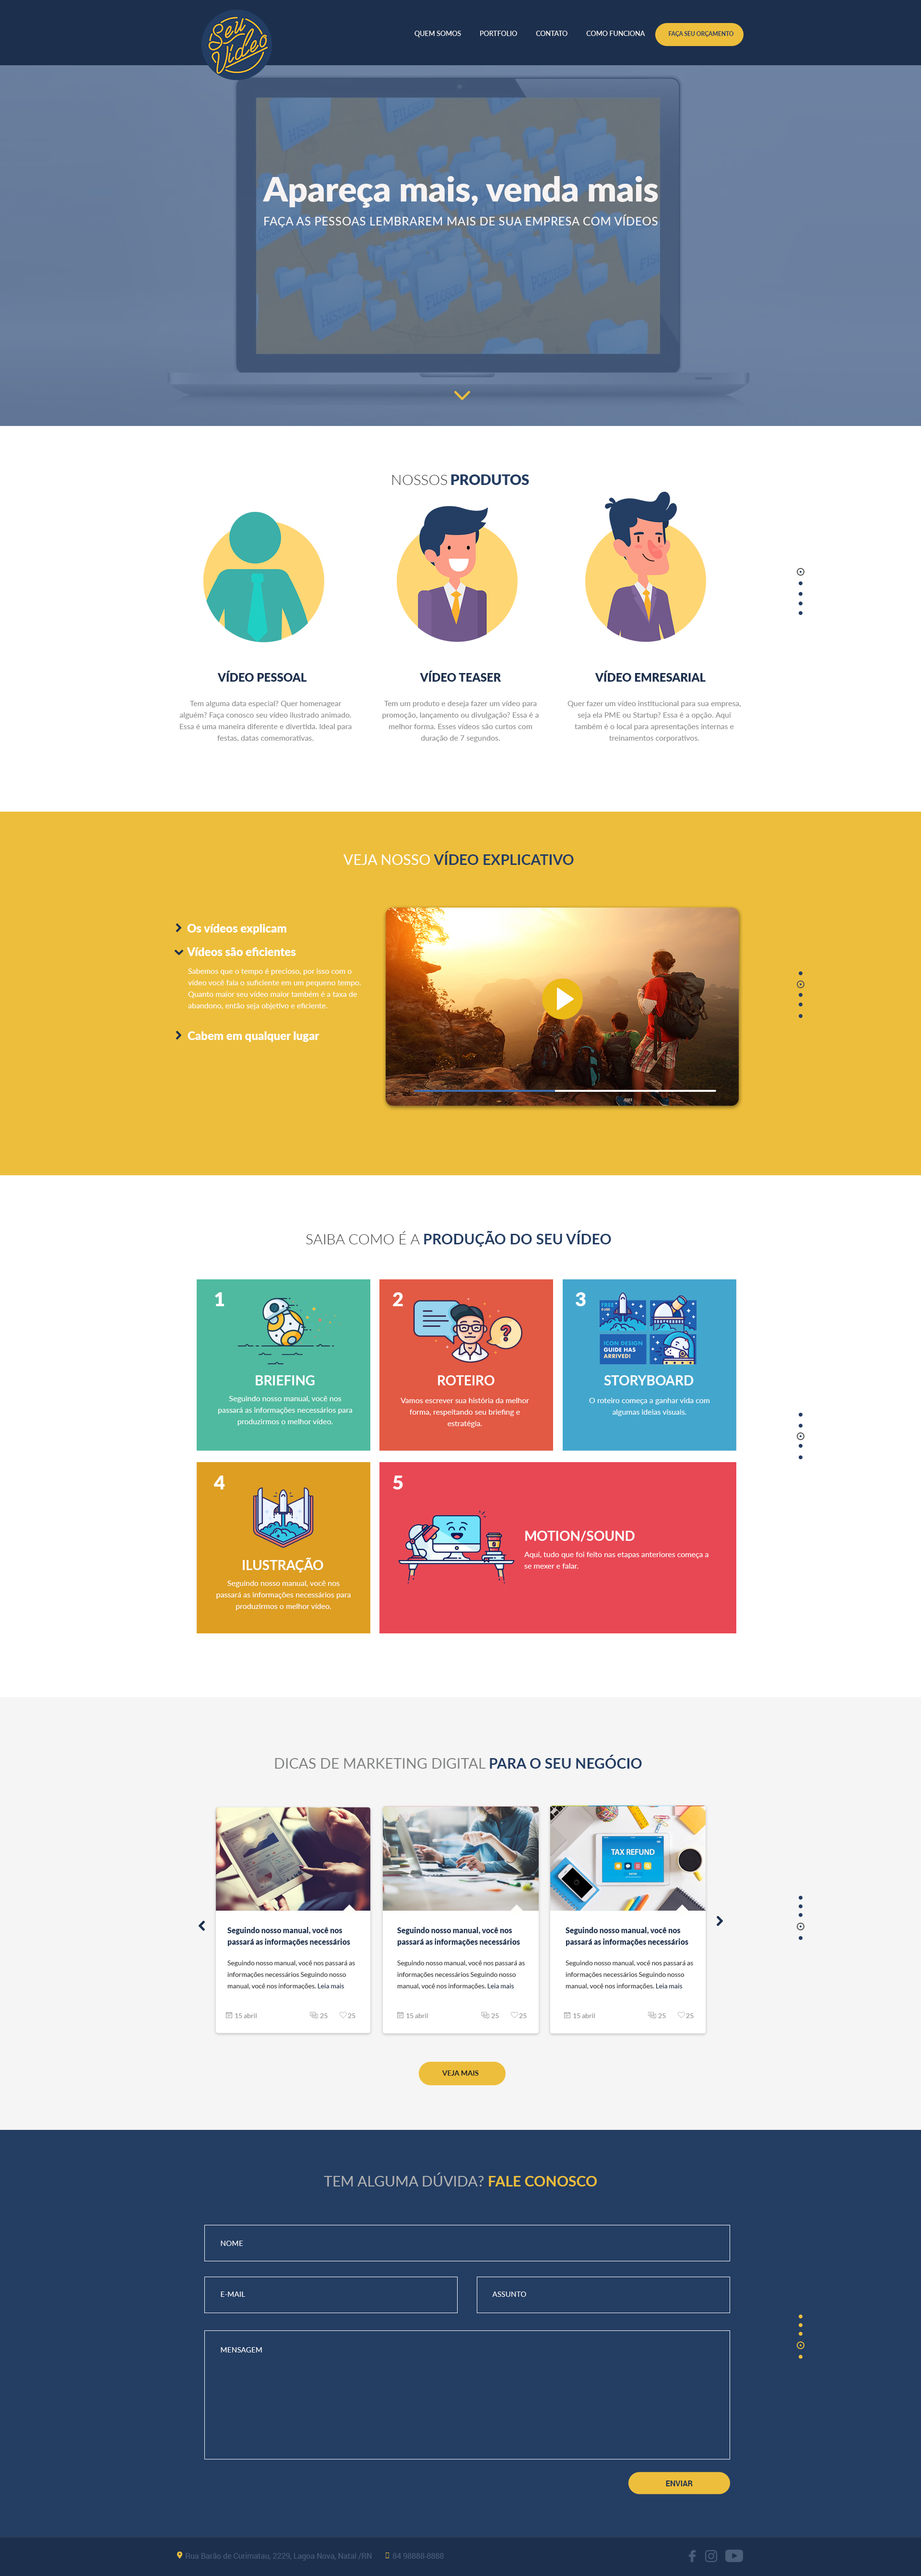 Seu
Vídeo
QUEM SOMOS
PORTFOLIO
CONTATO
COMO FUNCIONA
FAÇA SEU ORÇAMENTO
Apareça mais, venda mais
FAÇA AS PESSOAS LEMBRAREM MAIS DE SUA EMPRESA COM VÍDEOS
NOSSOS PRODUTOS
VÍDEO PESSOAL
Tem alguma data especial? Quer homenagear
alguém? Faça conosco seu vídeo ilustrado animado.
Essa é uma maneira diferente e divertida. Ideal para
festas, datas comemorativas.
VÍDEO TEASER
Tem um produto e deseja fazer um vídeo para
promoção, lançamento ou divulgação? Essa é a
melhor forma. Esses vídeos são curtos com
duração de 7 segundos.
VÍDEO EMRESARIAL
Quer fazer um vídeo institucional para sua empresa,
seja ela PME ou Startup? Essa é a opção. Aqui
também é o local para apresentações internas e
treinamentos corporativos.
VEJA NOSSO VÍDEO EXPLICATIVO
Os vídeos explicam
Vídeos são eficientes
Sabemos que o tempo é precioso, por isso com o
vídeo você fala o suficiente em um pequeno tempo.
Quanto maior seu vídeo maior também é a taxa de
abandono, então seja objetivo e eficiente.
Cabem em qualquer lugar
SAIBA COMO É A PRODUÇÃO DO SEU VÍDEO
1
BRIEFING
Seguindo nosso manual, você nos
passará as informações necessários para
produzirmos o melhor vídeo.
2
?
ROTEIRO
Vamos escrever sua história da melhor
forma, respeitando seu briefing e
estratégia.
3
FREE
ICON DESIGN
GUIDE HAS
ARRIVED!
STORYBOARD
O roteiro começa a ganhar vida com
algumas ideias visuais.
4
ILUSTRAÇÃO
Seguindo nosso manual, você nos
passará as informações necessários para
produzirmos o melhor vídeo.
5
MOTION/SOUND
Aqui, tudo que foi feito nas etapas anteriores começa a
se mexer e falar.
DICAS DE MARKETING DIGITAL PARA O SEU NEGÓCIO
Seguindo nosso manual, você nos
passará as informações necessários
Seguindo nosso manual, você nos passará as
informações necessários Seguindo nosso
manual, você nos informações. Leia mais
15 abril
25
25
Seguindo nosso manual, você nos
passará as informações necessários
Seguindo nosso manual, você nos passará as
informações necessários Seguindo nosso
manual, você nos informações. Leia mais
15 abril
25
25
TAX REFUND
Seguindo nosso manual, você nos
passará as informações necessários
Seguindo nosso manual, você nos passará as
informações necessários Seguindo nosso
manual, você nos informações. Leia mais
15 abril
25
25
VEJA MAIS
TEM ALGUMA DÚVIDA? FALE CONOSCO
NOME
E-MAIL
ASSUNTO
MENSAGEM
ENVIAR
Rua Barão de Curimatau, 2229, Lagoa Nova, Natal /RN
84 98888-8888